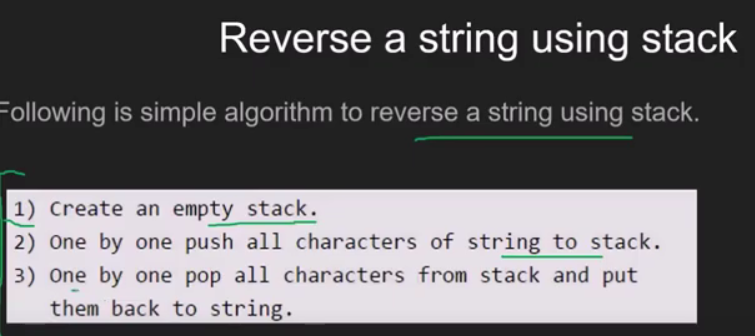 Reverse a string using stack
Following is simple algorithm to reverse a string using stack.
1) Create an empty stack.
2) One by one push all characters of string to stack.
3) One by one pop all characters from stack and put
them back to string.